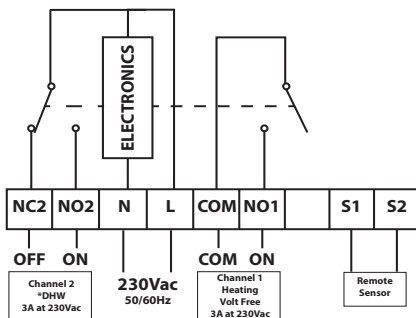 ELECTRONICS
NC2 NO2 N L COM NO1 S1 S2
OFF ON COM ON
230Vac
50/60Hz
Channel 2
*DHW
3A at 230Vac
Channel 1
Heating
Volt Free
3A at 230Vac
Remote
Sensor